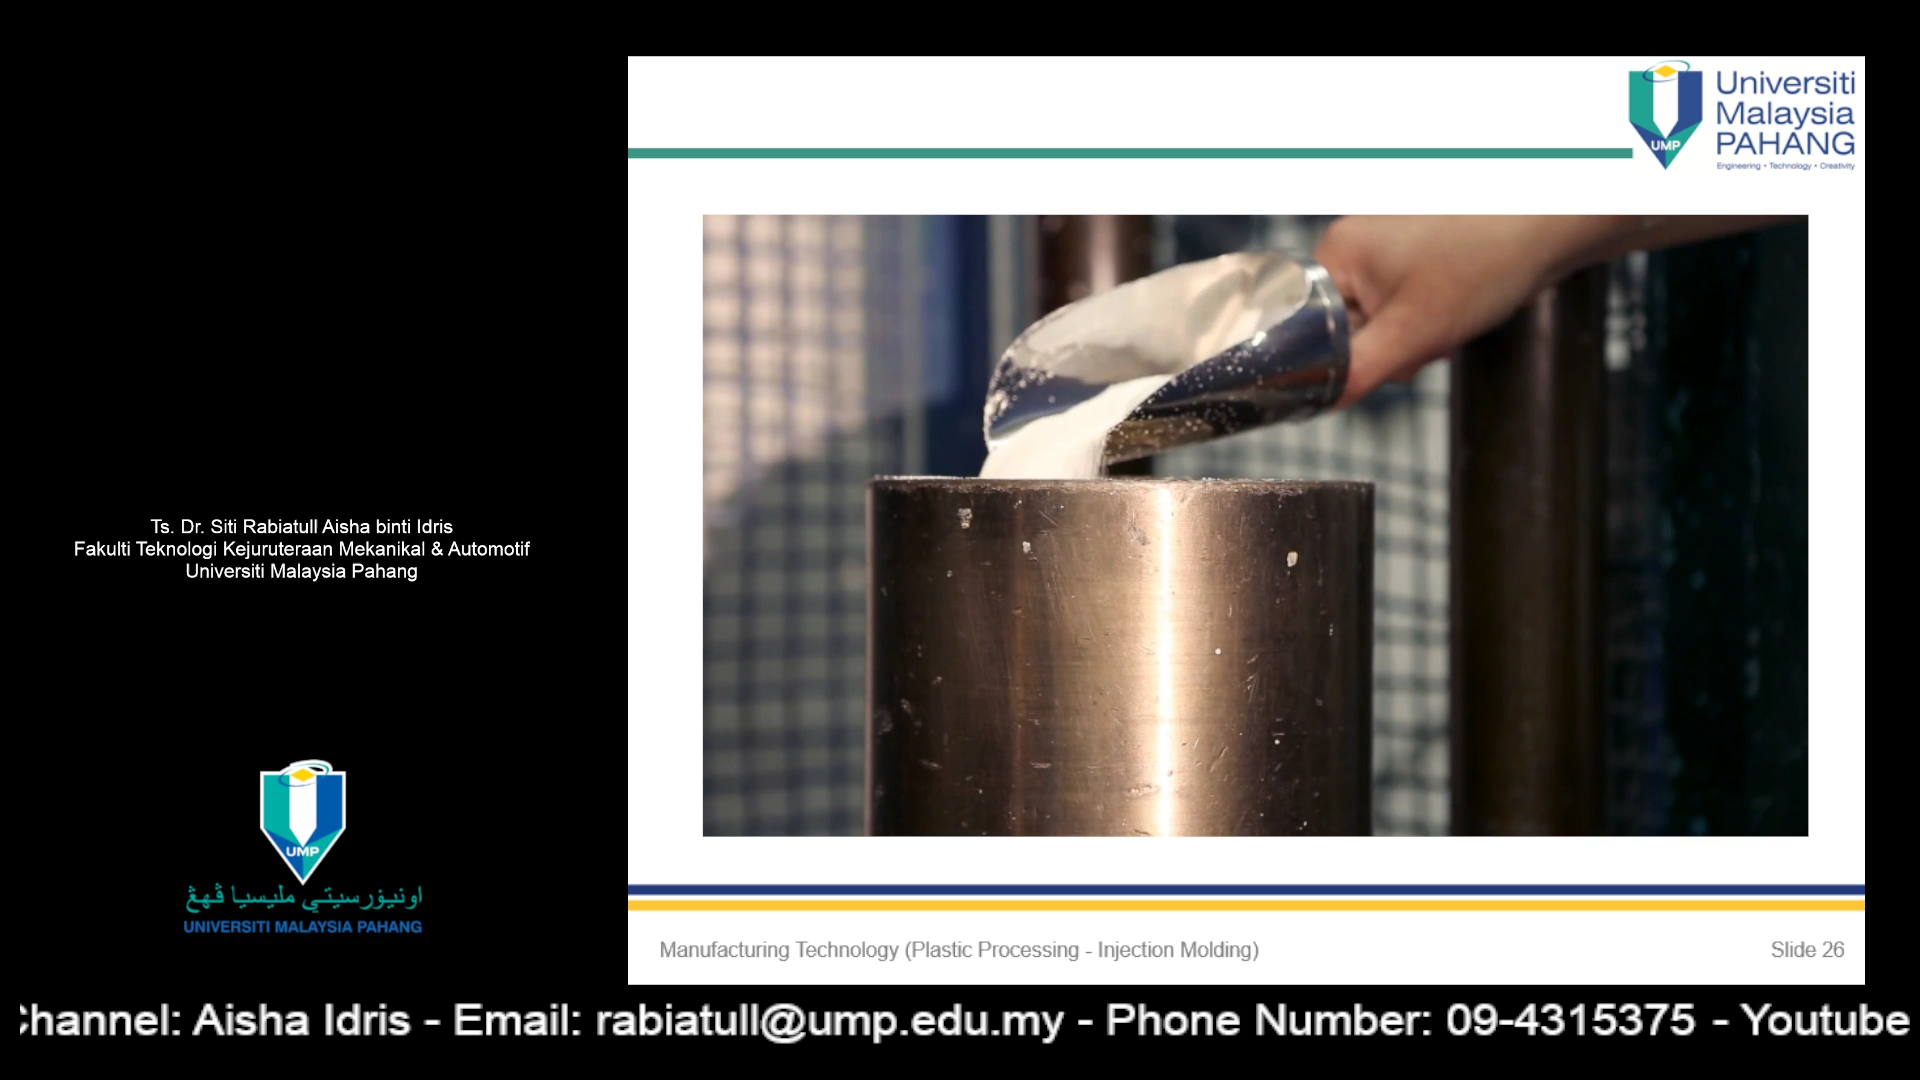 Universiti
Malaysia
PAHANG
Engineering • Technology • Creativity
UMP
Ts. Dr. Siti Rabiatull Aisha binti Idris
Fakulti Teknologi Kejuruteraan Mekanikal & Automotif
Universiti Malaysia Pahang
UMP
اونيۏرسيتي مليسيا ڤهڠ
UNIVERSITI MALAYSIA PAHANG
Manufacturing Technology (Plastic Processing - Injection Molding)
Slide 26
Channel: Aisha Idris - Email: rabiatull@ump.edu.my - Phone Number: 09-4315375 - Youtube